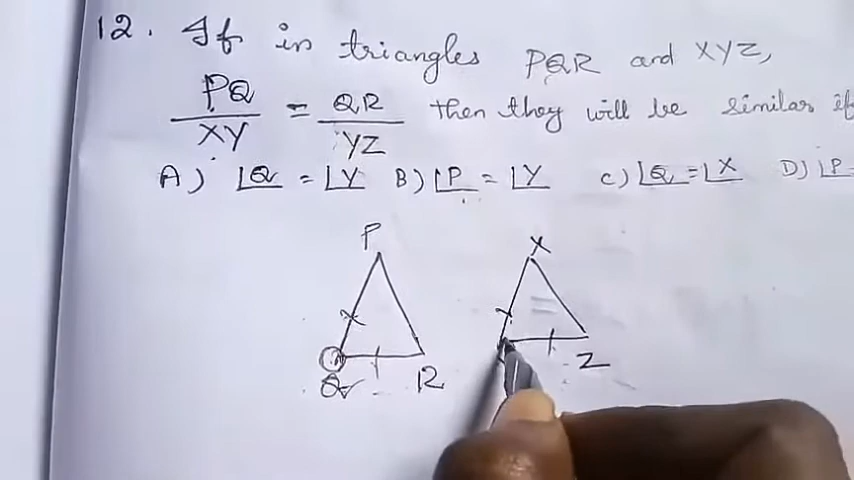 12. If in triangles PQR and XYZ,
PQ/XY = QR/YZ then they will be similar if
A) ∠Q = ∠Y B) ∠P = ∠Y C) ∠Q = ∠X D) ∠P =
P X
Q R Z